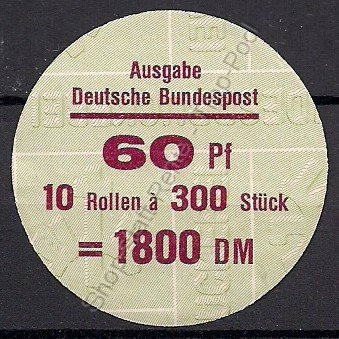 Ausgabe
Deutsche Bundespost
60 Pf
10 Rollen à 300 Stück
= 1800 DM